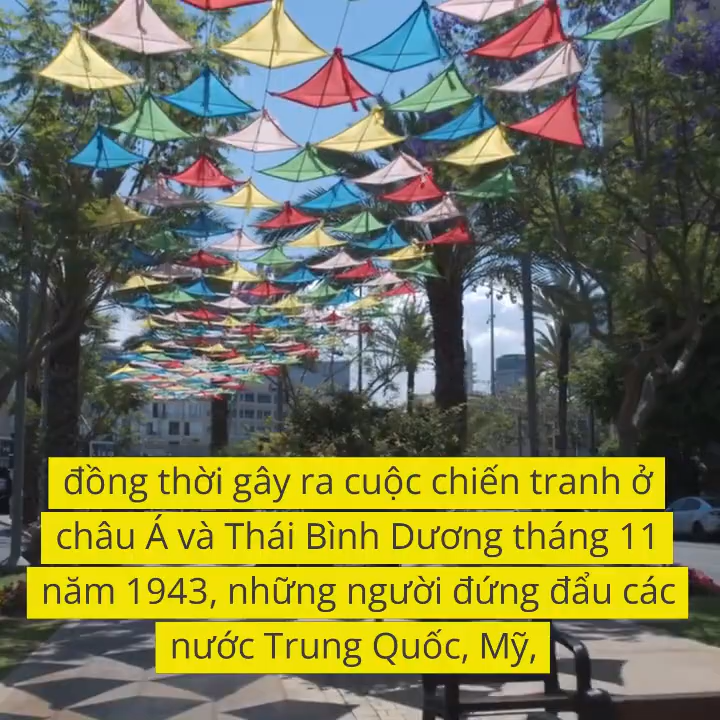 đồng thời gây ra cuộc chiến tranh ở
châu Á và Thái Bình Dương tháng 11
năm 1943, những người đứng đẩu các
nước Trung Quốc, Mỹ,